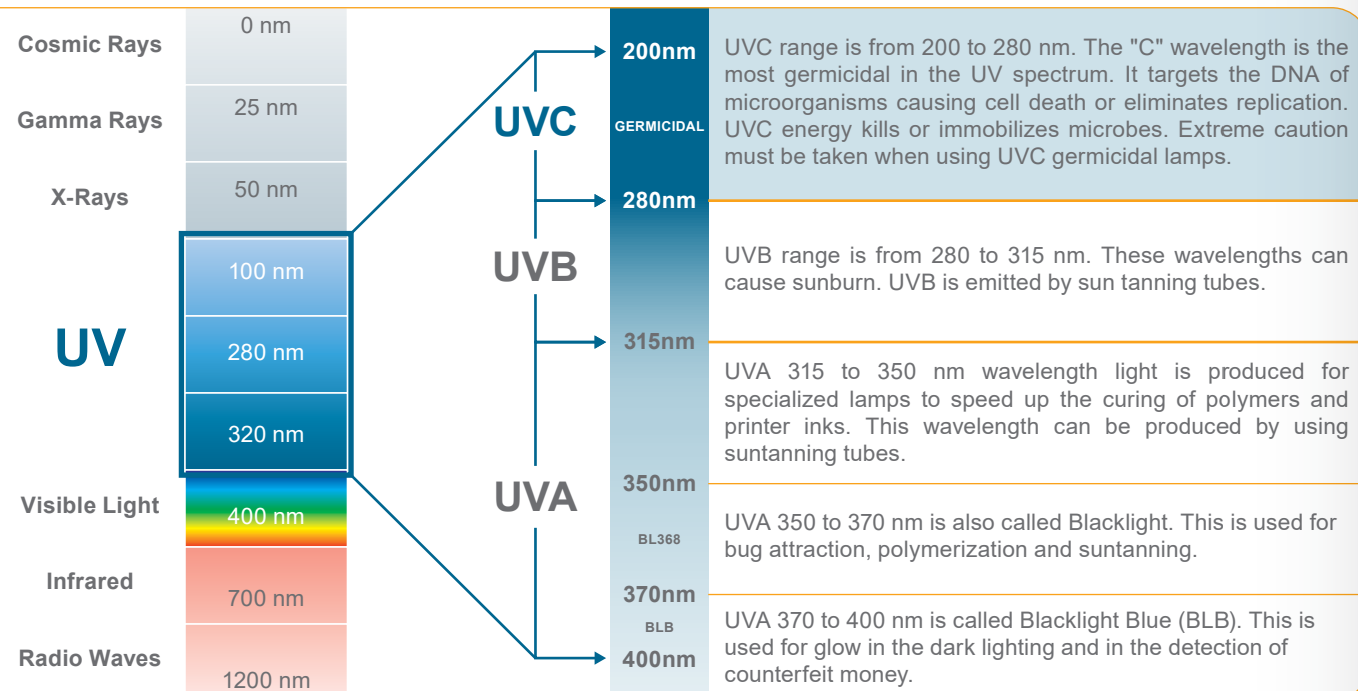 Cosmic Rays
0 nm
Gamma Rays
25 nm
X-Rays
50 nm
UV
100 nm
280 nm
320 nm
Visible Light
400 nm
Infrared
700 nm
Radio Waves
1200 nm
UVC
UVB
UVA
200nm
GERMICIDAL
280nm
315nm
350nm
BL368
370nm
BLB
400nm
UVC range is from 200 to 280 nm. The "C" wavelength is the
most germicidal in the UV spectrum. It targets the DNA of
microorganisms causing cell death or eliminates replication.
UVC energy kills or immobilizes microbes. Extreme caution
must be taken when using UVC germicidal lamps.
UVB range is from 280 to 315 nm. These wavelengths can
cause sunburn. UVB is emitted by sun tanning tubes.
UVA 315 to 350 nm wavelength light is produced for
specialized lamps to speed up the curing of polymers and
printer inks. This wavelength can be produced by using
suntanning tubes.
UVA 350 to 370 nm is also called Blacklight. This is used for
bug attraction, polymerization and suntanning.
UVA 370 to 400 nm is called Blacklight Blue (BLB). This is
used for glow in the dark lighting and in the detection of
counterfeit money.